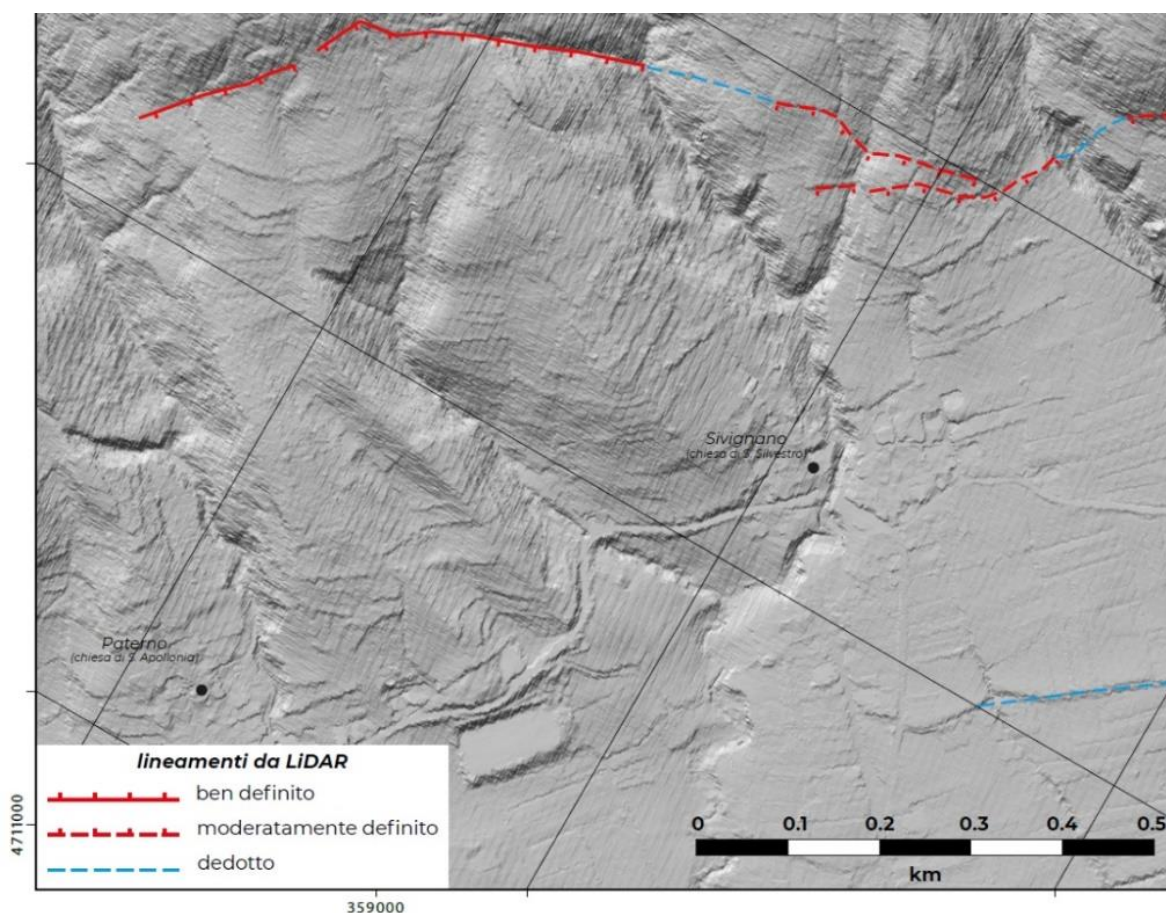 Sivignano
(chiesa di S. Silvestro)
Paterno
(chiesa di S. Apollonia)
lineamenti da LiDAR
ben definito
moderatamente definito
dedotto
0 0.1 0.2 0.3 0.4 0.5
km
4711000
359000